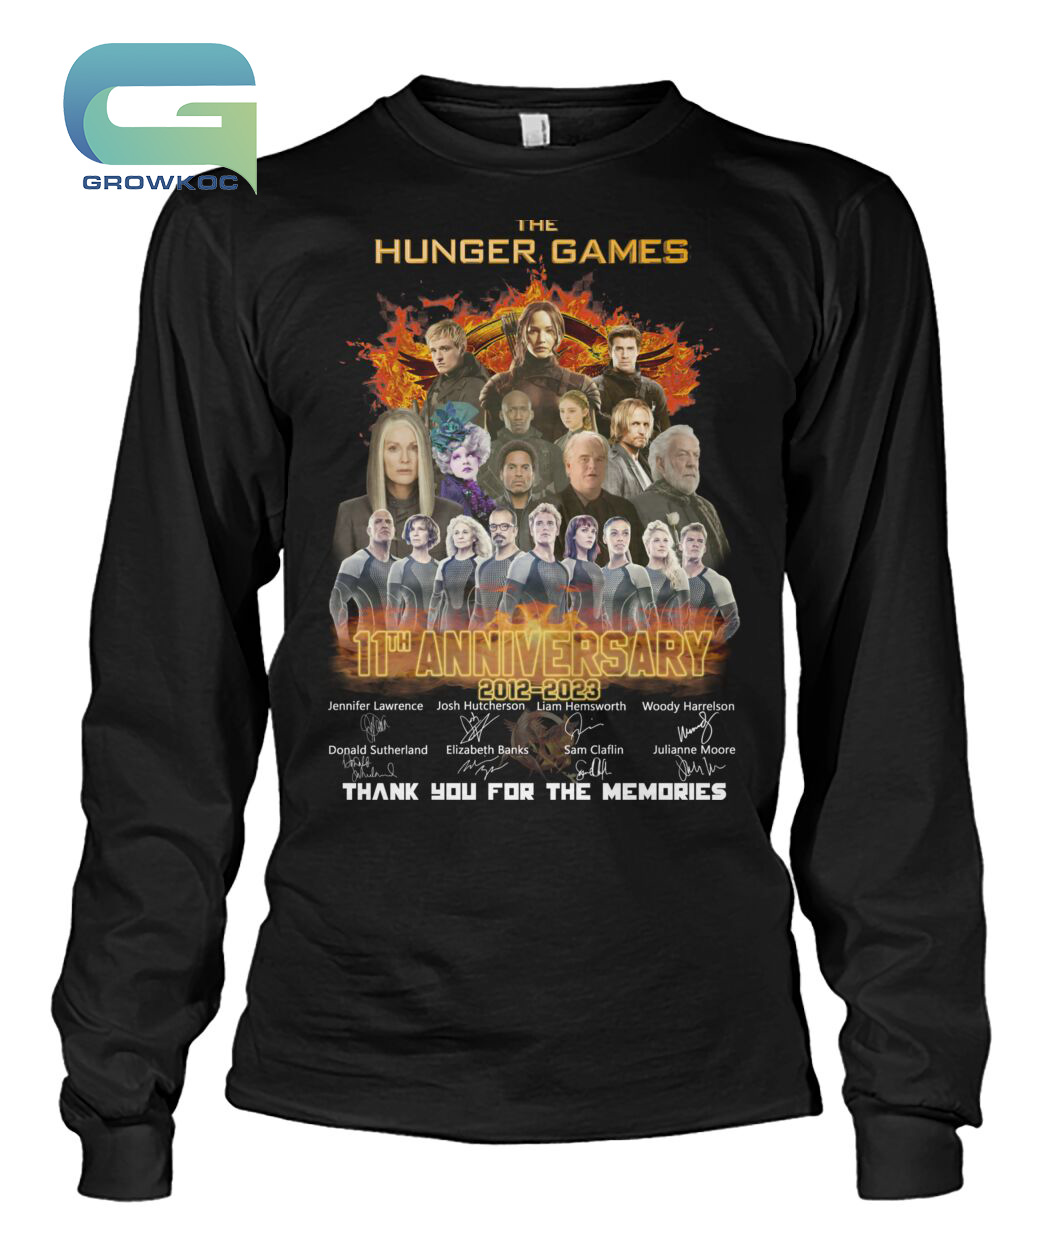 GROWKOC
THE
HUNGER GAMES
11TH ANNIVERSARY
2012-2023
Jennifer Lawrence Josh Hutcherson Liam Hemsworth Woody Harrelson
Donald Sutherland Elizabeth Banks Sam Claflin Julianne Moore
THANK YOU FOR THE MEMORIES